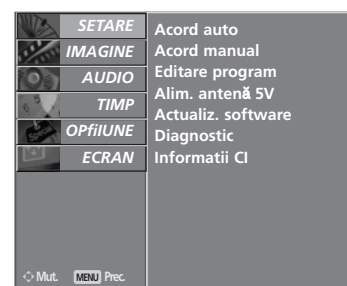 SETARE
IMAGINE
AUDIO
TIMP
OPfilIUNE
ECRAN
Acord auto
Acord manual
Editare program
Alim. antenă 5V
Actualiz. software
Diagnostic
Informatii CI
Mut. MENU Prec.